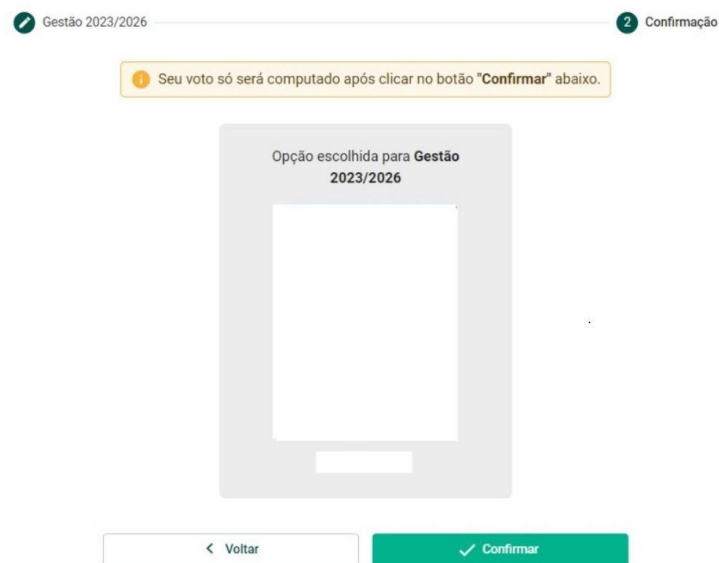 Gestão 2023/2026
2 Confirmação
Seu voto só será computado após clicar no botão "Confirmar" abaixo.
Opção escolhida para Gestão
2023/2026
Voltar
Confirmar